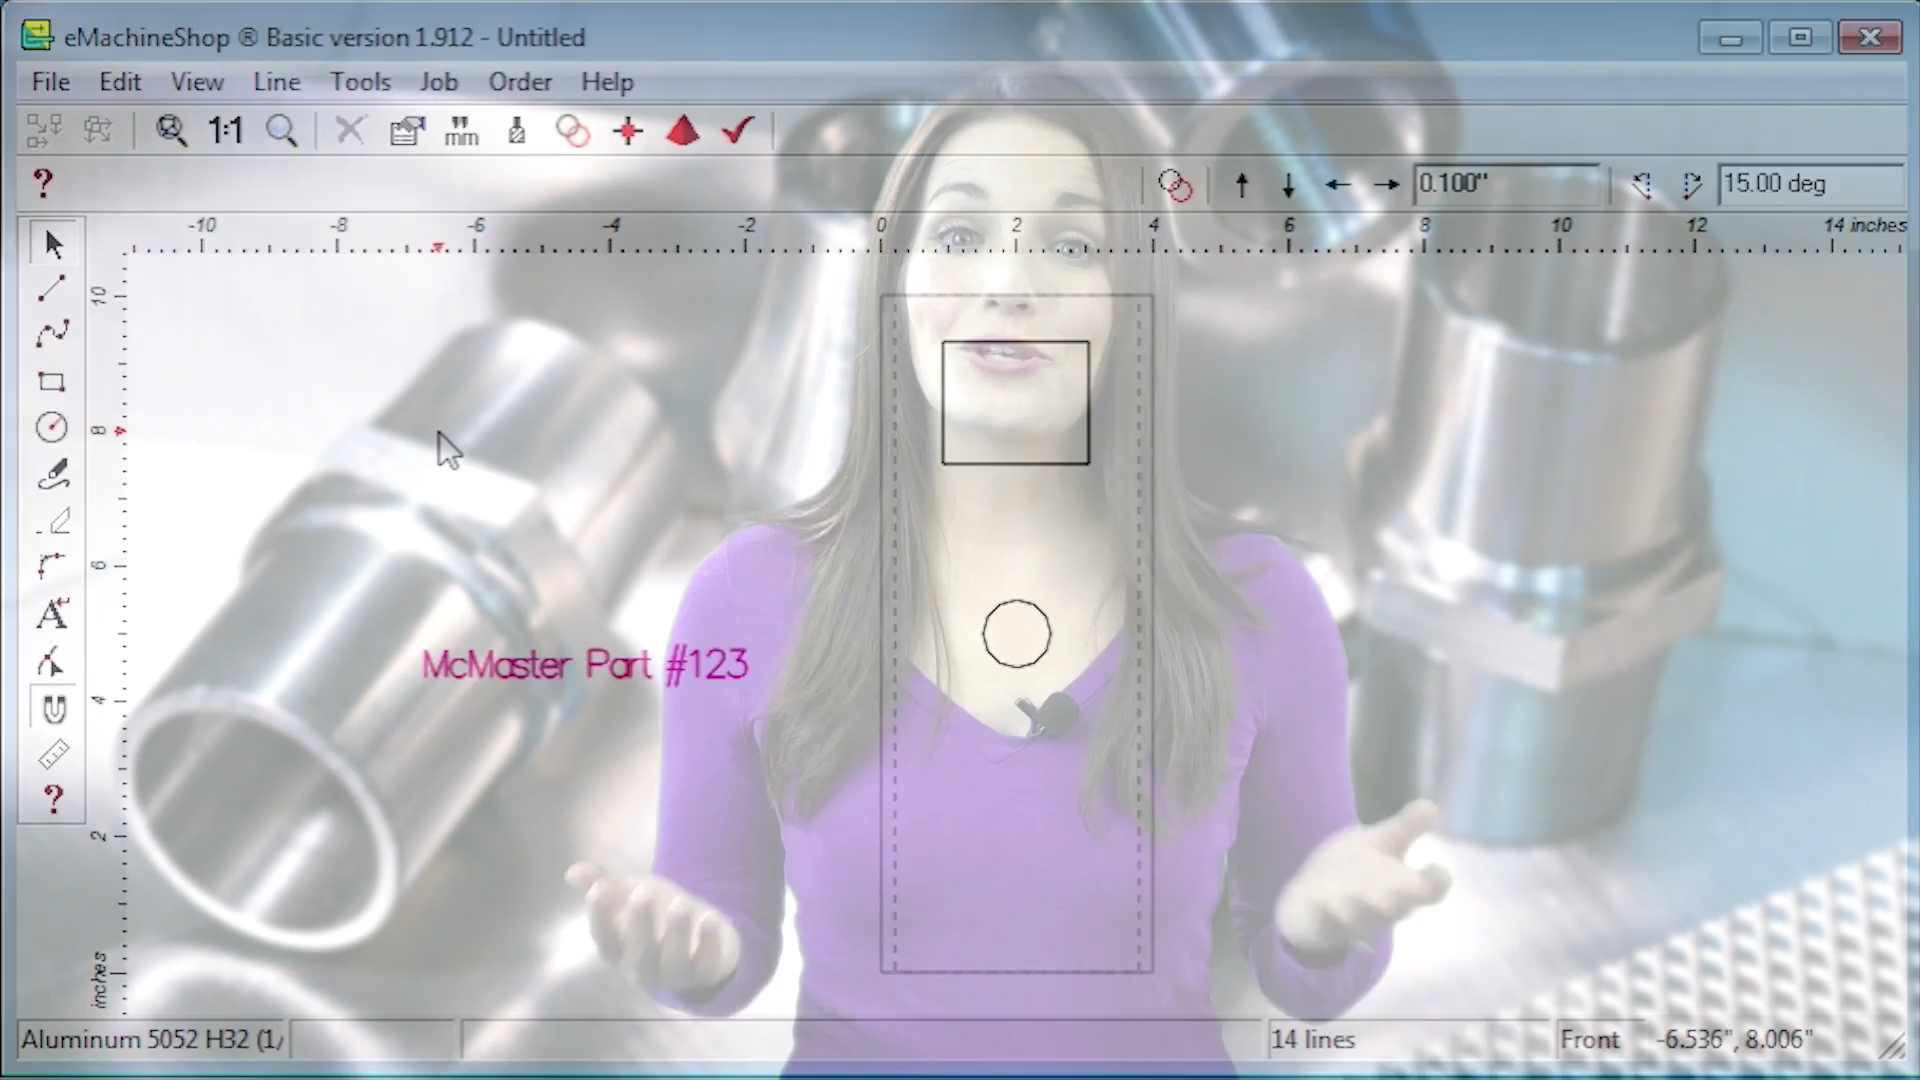 eMachineShop ® Basic version 1.912 - Untitled
File Edit View Line Tools Job Order Help
1:1 " mm
? 0.100" 15.00 deg
-10 -8 -6 -4 -2 0 2 4 6 8 10 12 14 inches
10
8
6
4
2
inches
A
?
McMaster Part #123
Aluminum 5052 H32 (1/ 14 lines Front -6.536", 8.006"